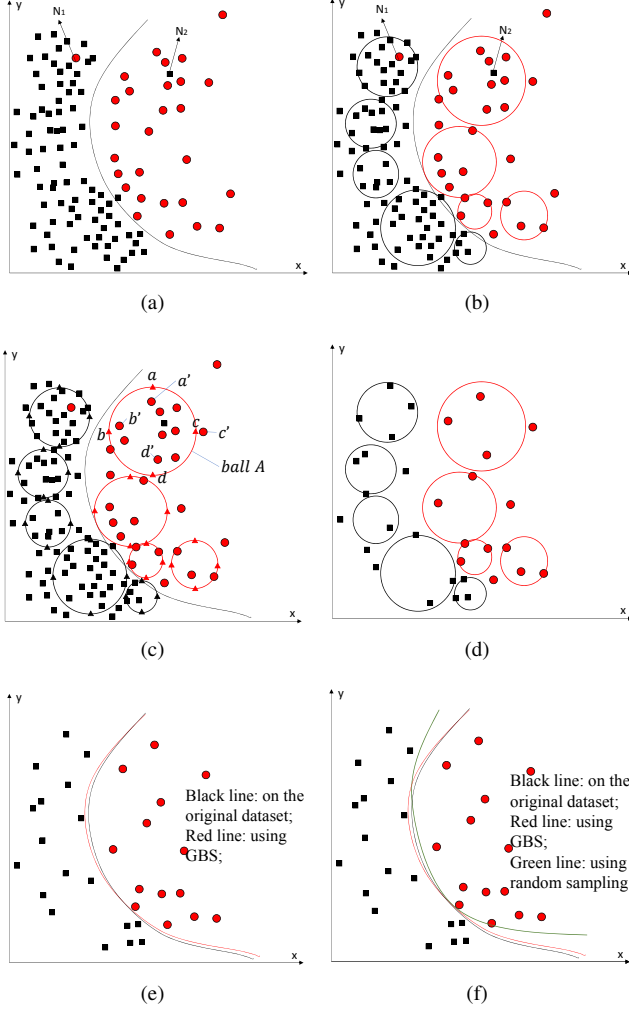 y
N₁
N₂
x
(a)
y
N₁
N₂
x
(b)
y
a
a'
b'
b
c
c'
d'
ball A
d
x
(c)
y
x
(d)
y
Black line: on the
original dataset;
Red line: using
GBS;
x
(e)
y
Black line: on the
original dataset;
Red line: using
GBS;
Green line: using
random sampling
x
(f)